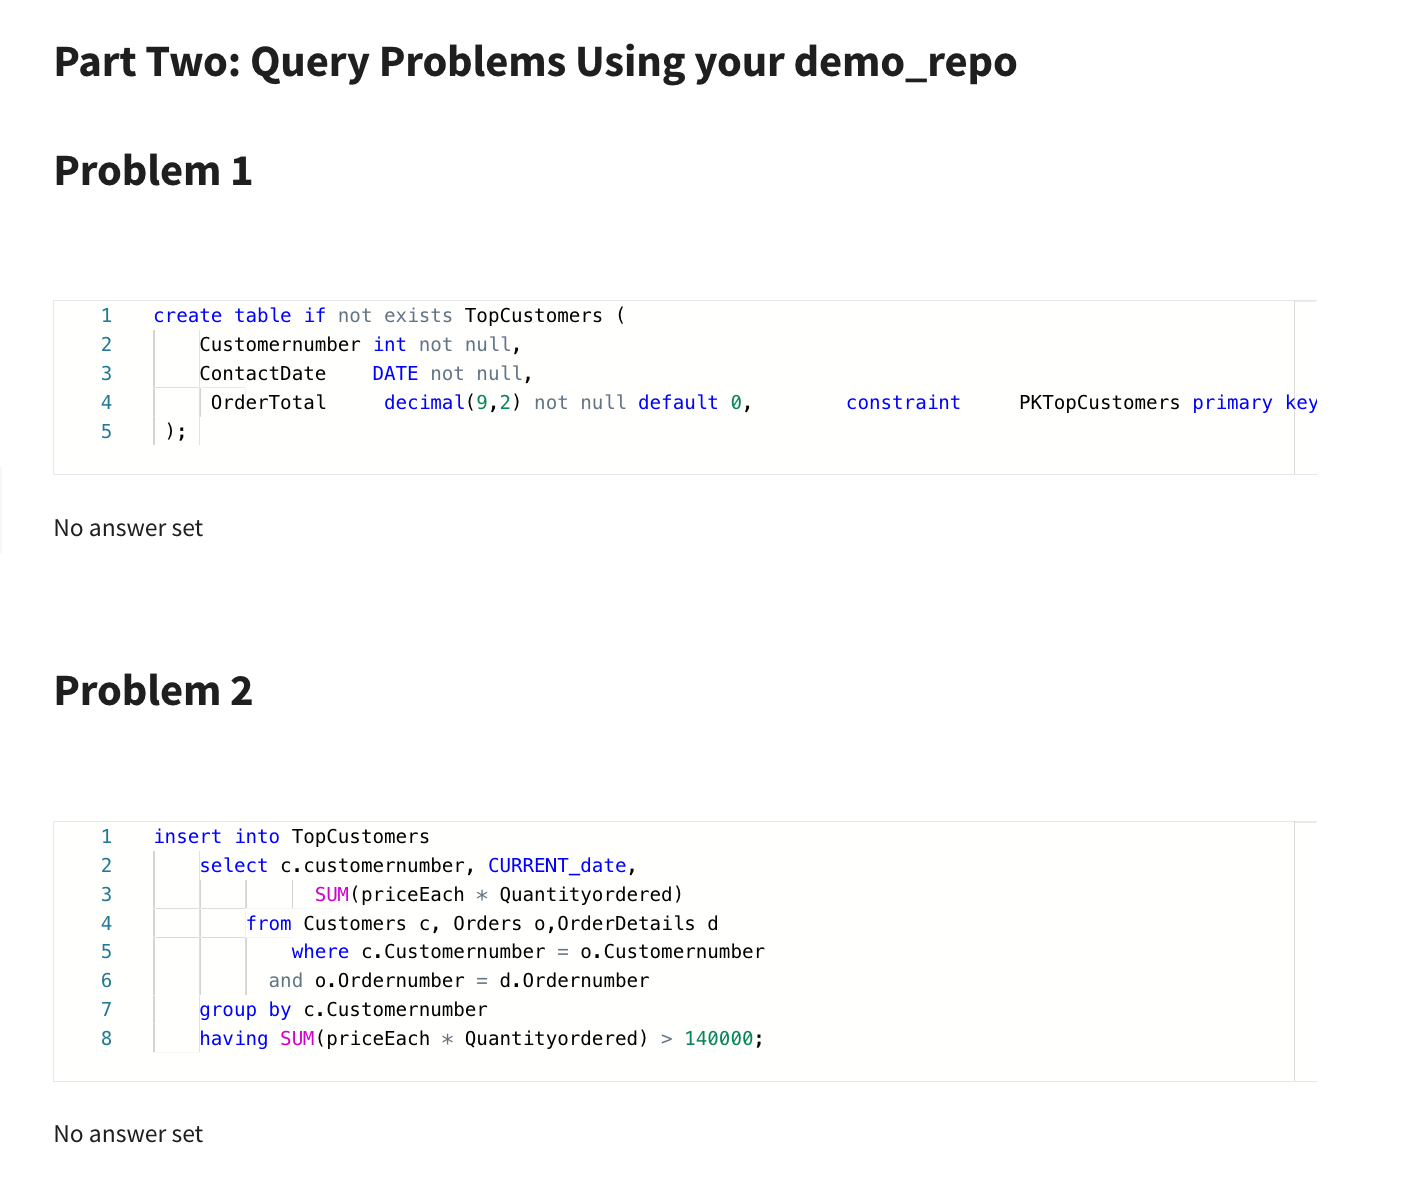 Part Two: Query Problems Using your demo_repo
Problem 1
1 create table if not exists TopCustomers (
2 Customernumber int not null,
3 ContactDate DATE not null,
4 OrderTotal decimal(9,2) not null default 0, constraint PKTopCustomers primary key
5 );
No answer set
Problem 2
1 insert into TopCustomers
2 select c.customernumber, CURRENT_date,
3 SUM(priceEach * Quantityordered)
4 from Customers c, Orders o,OrderDetails d
5 where c.Customernumber = o.Customernumber
6 and o.Ordernumber = d.Ordernumber
7 group by c.Customernumber
8 having SUM(priceEach * Quantityordered) > 140000;
No answer set